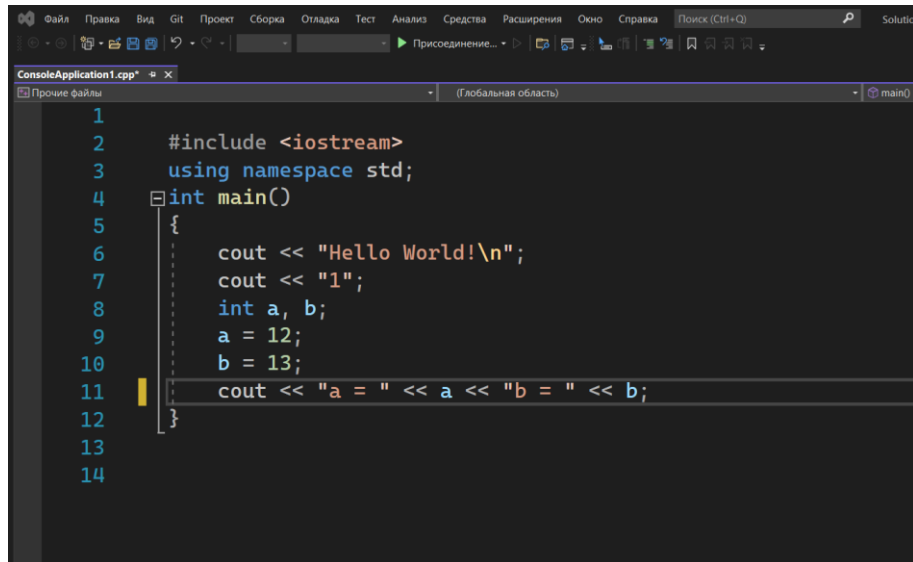 Файл Правка Вид Git Проект Сборка Отладка Тест Анализ Средства Расширения Окно Справка Поиск (Ctrl+Q) Solutio
Присоединение...
ConsoleApplication1.cpp*
Прочие файлы (Глобальная область) main()
1
2 #include <iostream>
3 using namespace std;
4 int main()
5 {
6 cout << "Hello World!\n";
7 cout << "1";
8 int a, b;
9 a = 12;
10 b = 13;
11 cout << "a = " << a << "b = " << b;
12 }
13
14